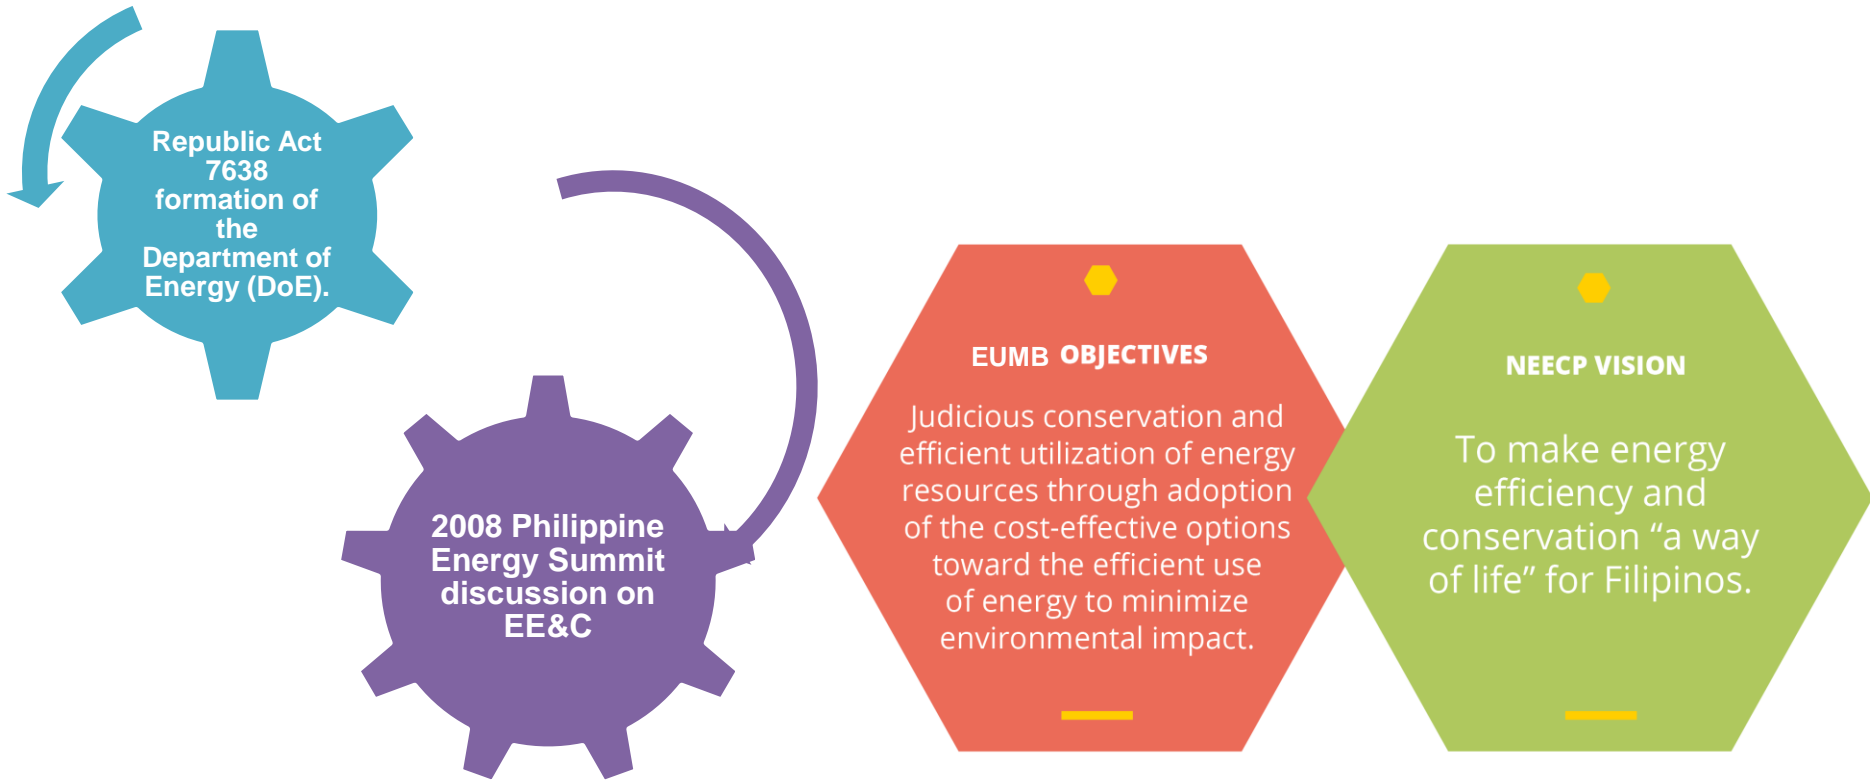 Republic Act
7638
formation of
the
Department of
Energy (DoE).
2008 Philippine
Energy Summit
discussion on
EE&C
EUMB OBJECTIVES
Judicious conservation and
efficient utilization of energy
resources through adoption
of the cost-effective options
toward the efficient use
of energy to minimize
environmental impact.
NEECP VISION
To make energy
efficiency and
conservation “a way
of life” for Filipinos.